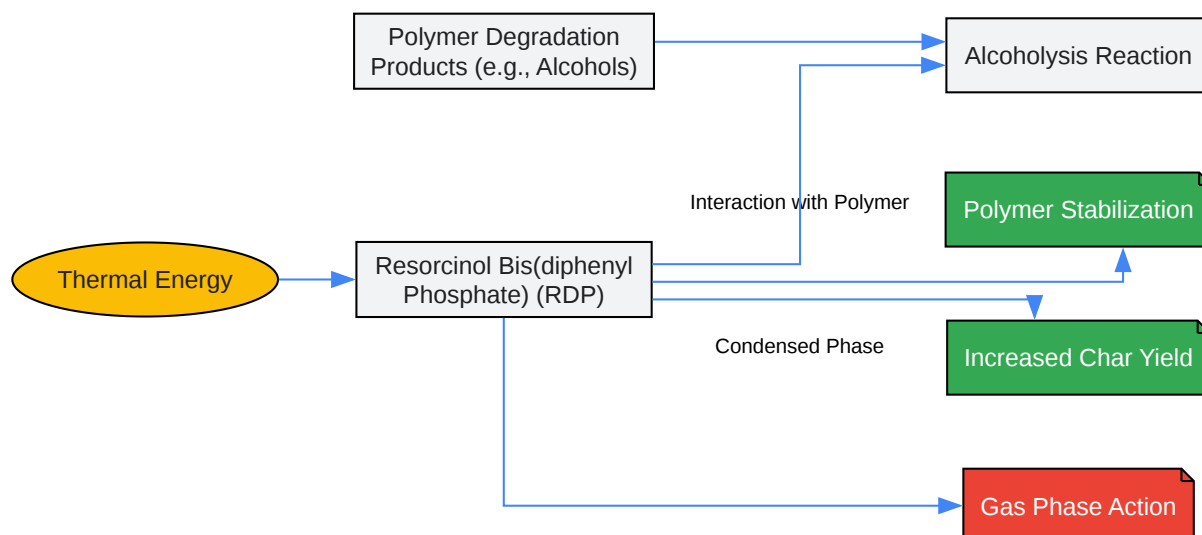 Polymer Degradation
Products (e.g., Alcohols)
Alcoholysis Reaction
Interaction with Polymer
Polymer Stabilization
Thermal Energy
Resorcinol Bis(diphenyl
Phosphate) (RDP)
Condensed Phase
Increased Char Yield
Gas Phase Action